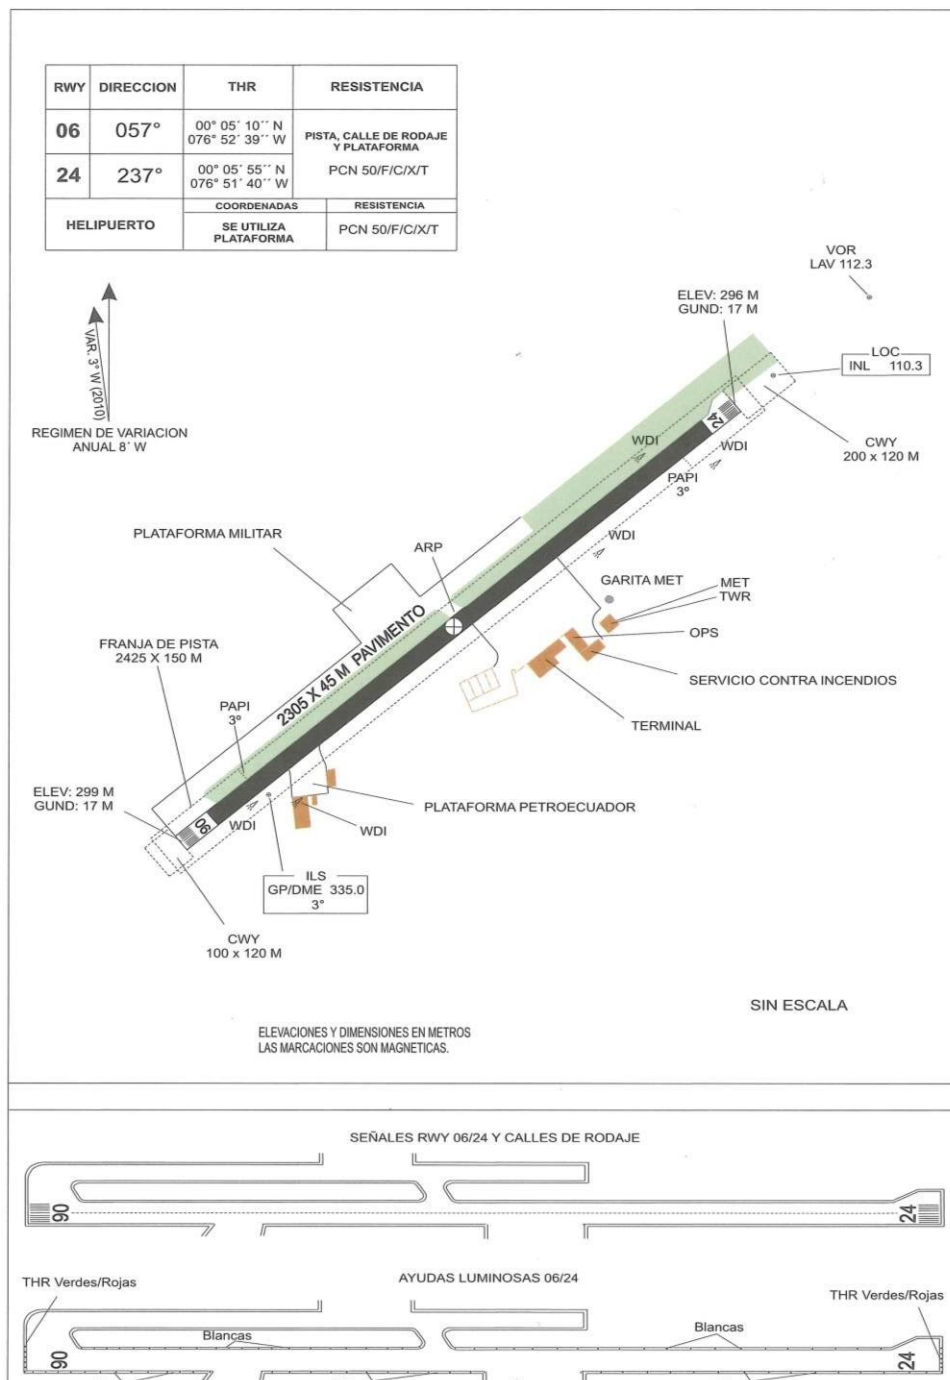 RWY DIRECCION THR RESISTENCIA
06 057° 00° 05´ 10´´ N
076° 52´ 39´´ W
PISTA, CALLE DE RODAJE
Y PLATAFORMA
PCN 50/F/C/X/T
24 237° 00° 05´ 55´´ N
076° 51´ 40´´ W
HELIPUERTO
COORDENADAS RESISTENCIA
SE UTILIZA
PLATAFORMA
PCN 50/F/C/X/T
VOR
LAV 112.3
ELEV: 296 M
GUND: 17 M
LOC
INL 110.3
VAR. 3° W (2010)
REGIMEN DE VARIACION
ANUAL 8´ W
24
WDI
WDI
CWY
200 x 120 M
PAPI
3°
PLATAFORMA MILITAR
ARP
WDI
GARITA MET
MET
TWR
OPS
FRANJA DE PISTA
2425 X 150 M
2305 X 45 M PAVIMENTO
SERVICIO CONTRA INCENDIOS
PAPI
3°
TERMINAL
ELEV: 299 M
GUND: 17 M
06
WDI
PLATAFORMA PETROECUADOR
WDI
ILS
GP/DME 335.0
3°
CWY
100 x 120 M
SIN ESCALA
ELEVACIONES Y DIMENSIONES EN METROS
LAS MARCACIONES SON MAGNETICAS.
SEÑALES RWY 06/24 Y CALLES DE RODAJE
06 24
AYUDAS LUMINOSAS 06/24
THR Verdes/Rojas
THR Verdes/Rojas
Blancas
Blancas
06 24